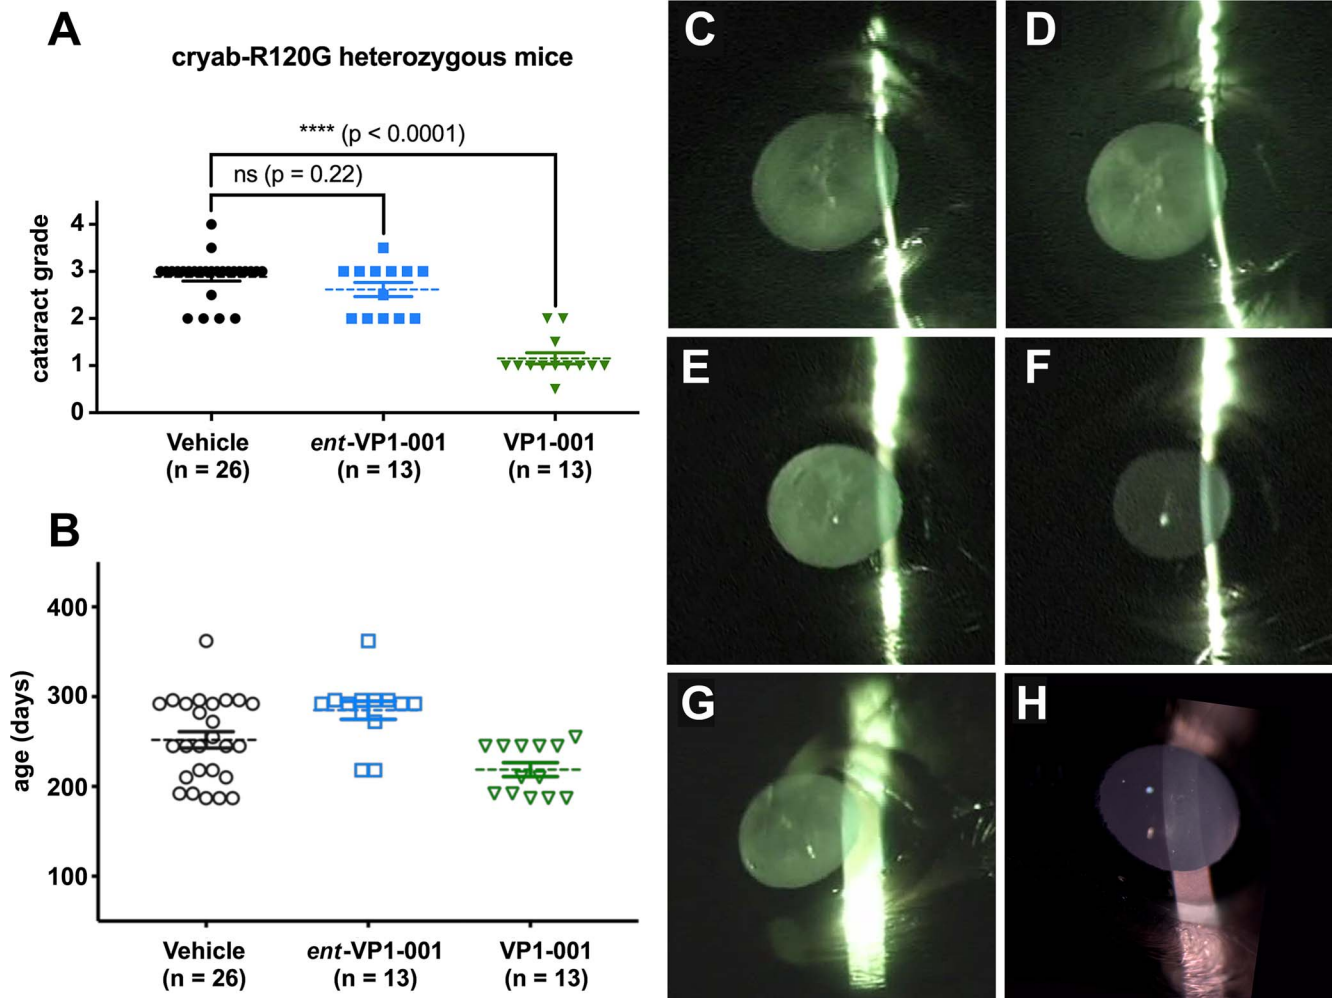 A
cryab-R120G heterozygous mice
**** (p < 0.0001)
ns (p = 0.22)
cataract grade
4
3
2
1
0
Vehicle
(n = 26)
ent-VP1-001
(n = 13)
VP1-001
(n = 13)
B
age (days)
400
300
200
100
Vehicle
(n = 26)
ent-VP1-001
(n = 13)
VP1-001
(n = 13)
C
D
E
F
G
H